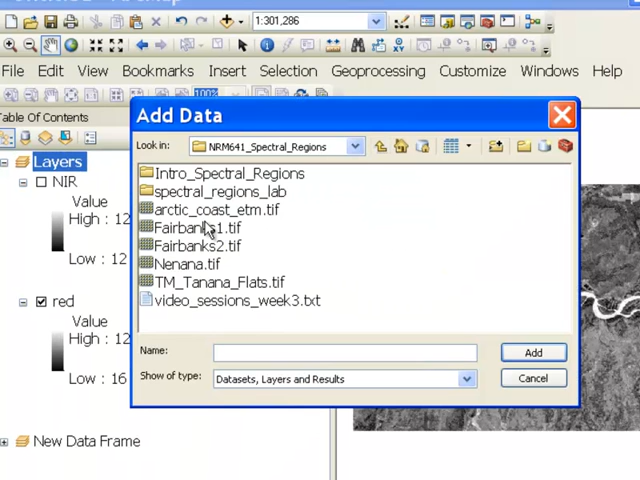 1:301,286
File Edit View Bookmarks Insert Selection Geoprocessing Customize Windows Help
100%
Table Of Contents
Layers
NIR
Value
High : 12
Low : 12
red
Value
High : 12
Low : 16
New Data Frame
Add Data
Look in: NRM641_Spectral_Regions
Intro_Spectral_Regions
spectral_regions_lab
arctic_coast_etm.tif
Fairbanks1.tif
Fairbanks2.tif
Nenana.tif
TM_Tanana_Flats.tif
video_sessions_week3.txt
Name: Add
Show of type: Datasets, Layers and Results Cancel